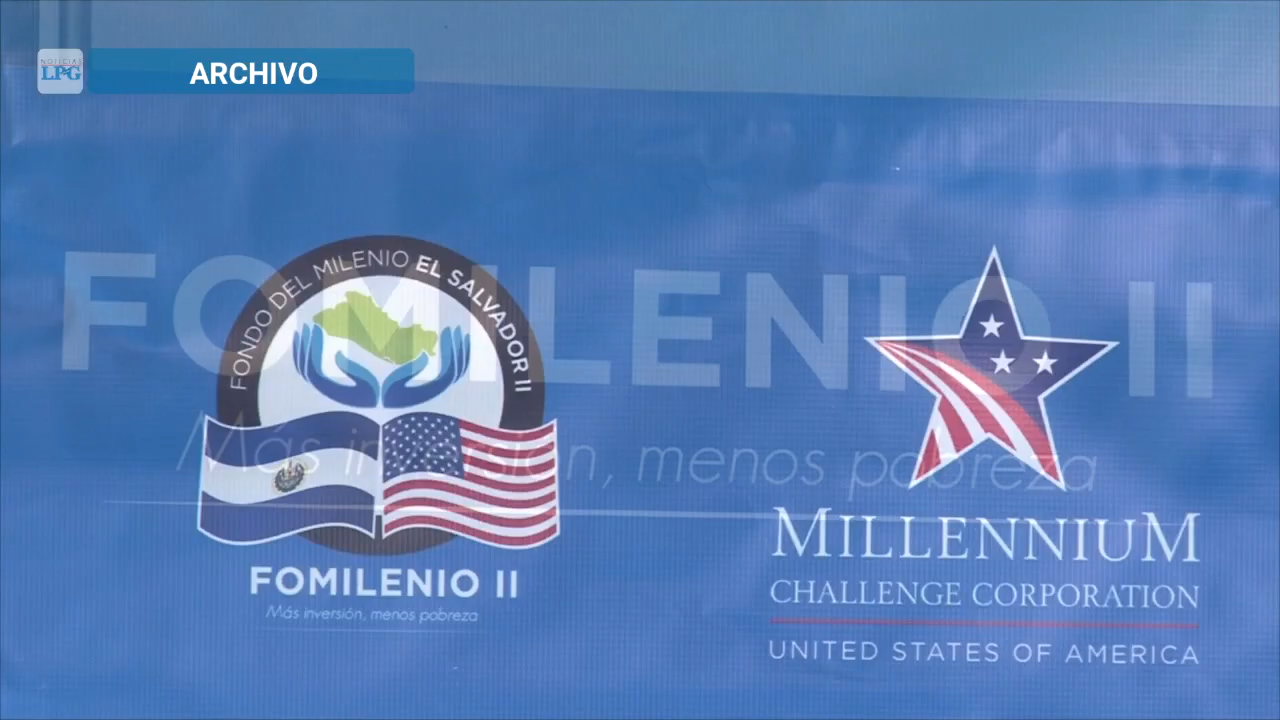 NOTICIAS
LPG
ARCHIVO
FOMILENIO II
Más inversión, menos pobreza
FONDO DEL MILENIO EL SALVADOR II
FOMILENIO II
Más inversión, menos pobreza
MILLENNIUM
CHALLENGE CORPORATION
UNITED STATES OF AMERICA